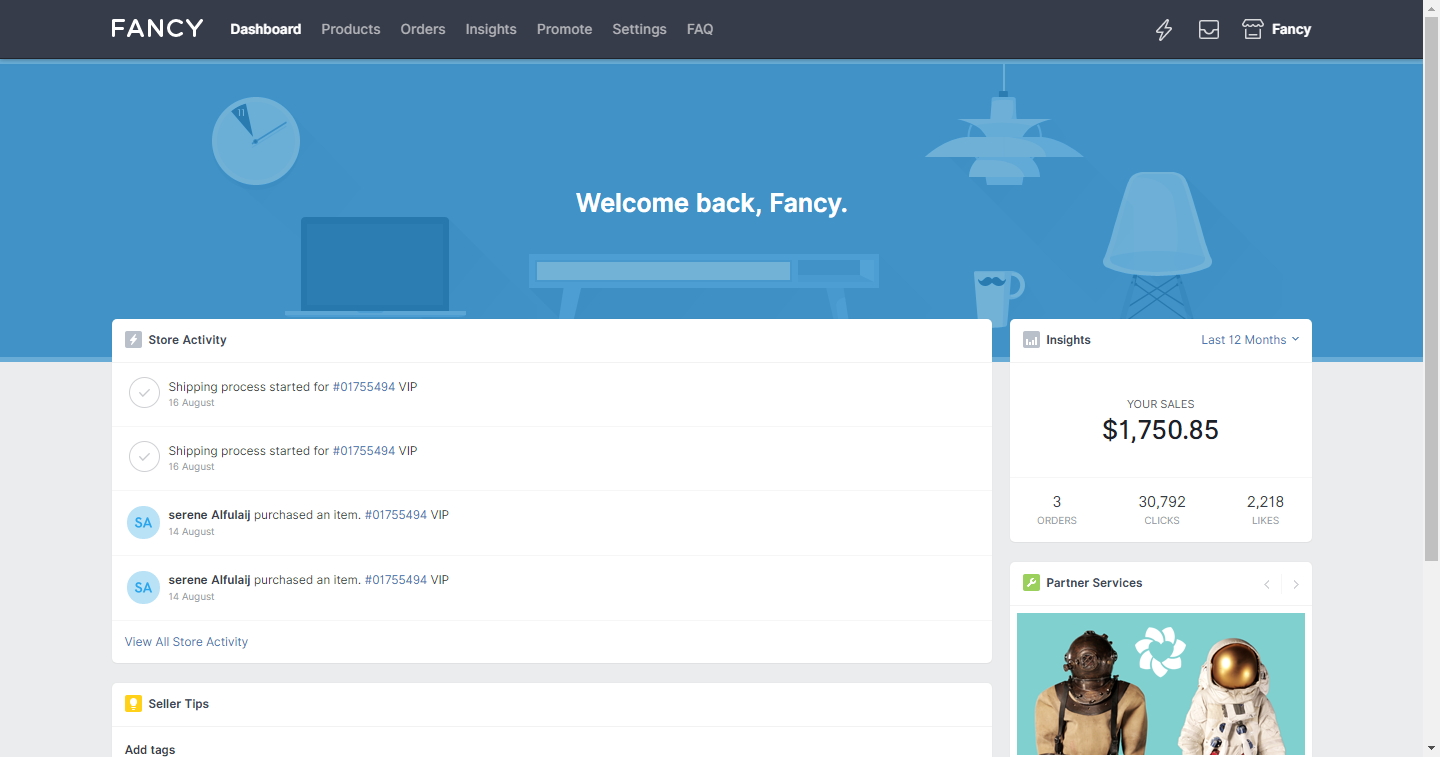 FANCY Dashboard Products Orders Insights Promote Settings FAQ Fancy
Welcome back, Fancy.
Store Activity
Shipping process started for #01755494 VIP
16 August
Shipping process started for #01755494 VIP
16 August
SA serene Alfulaij purchased an item. #01755494 VIP
14 August
SA serene Alfulaij purchased an item. #01755494 VIP
14 August
View All Store Activity
Seller Tips
Add tags
Insights Last 12 Months
YOUR SALES
$1,750.85
3 30,792 2,218
ORDERS CLICKS LIKES
Partner Services